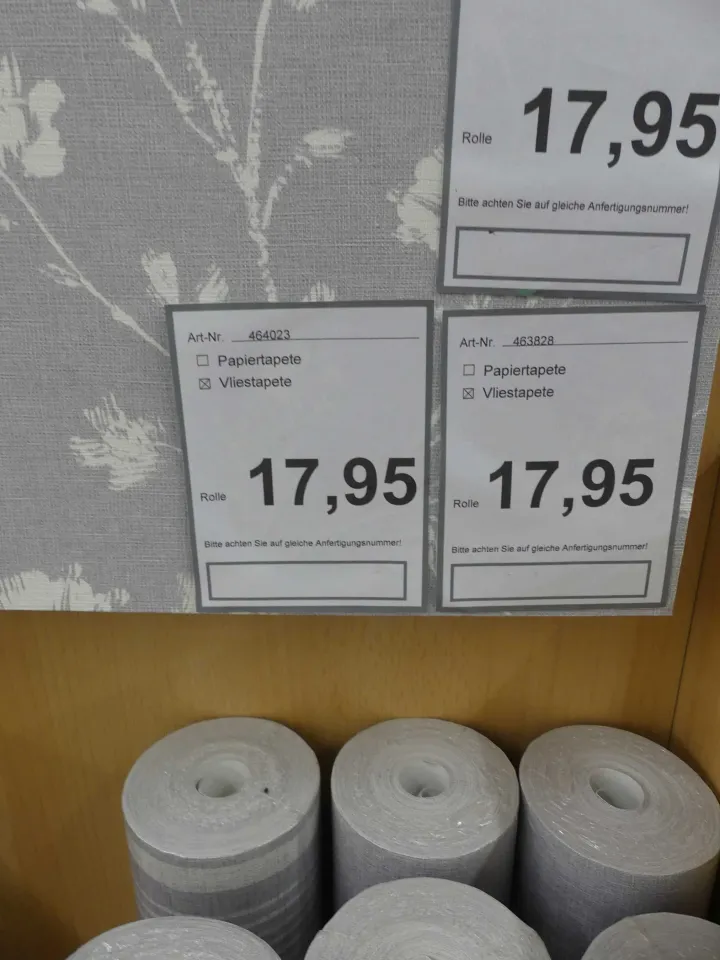 Rolle 17,95
Bitte achten Sie auf gleiche Anfertigungsnummer!
Art-Nr. 464023
☐ Papiertapete
☒ Vliestapete
Rolle 17,95
Bitte achten Sie auf gleiche Anfertigungsnummer!
Art-Nr. 463828
☐ Papiertapete
☒ Vliestapete
Rolle 17,95
Bitte achten Sie auf gleiche Anfertigungsnummer!